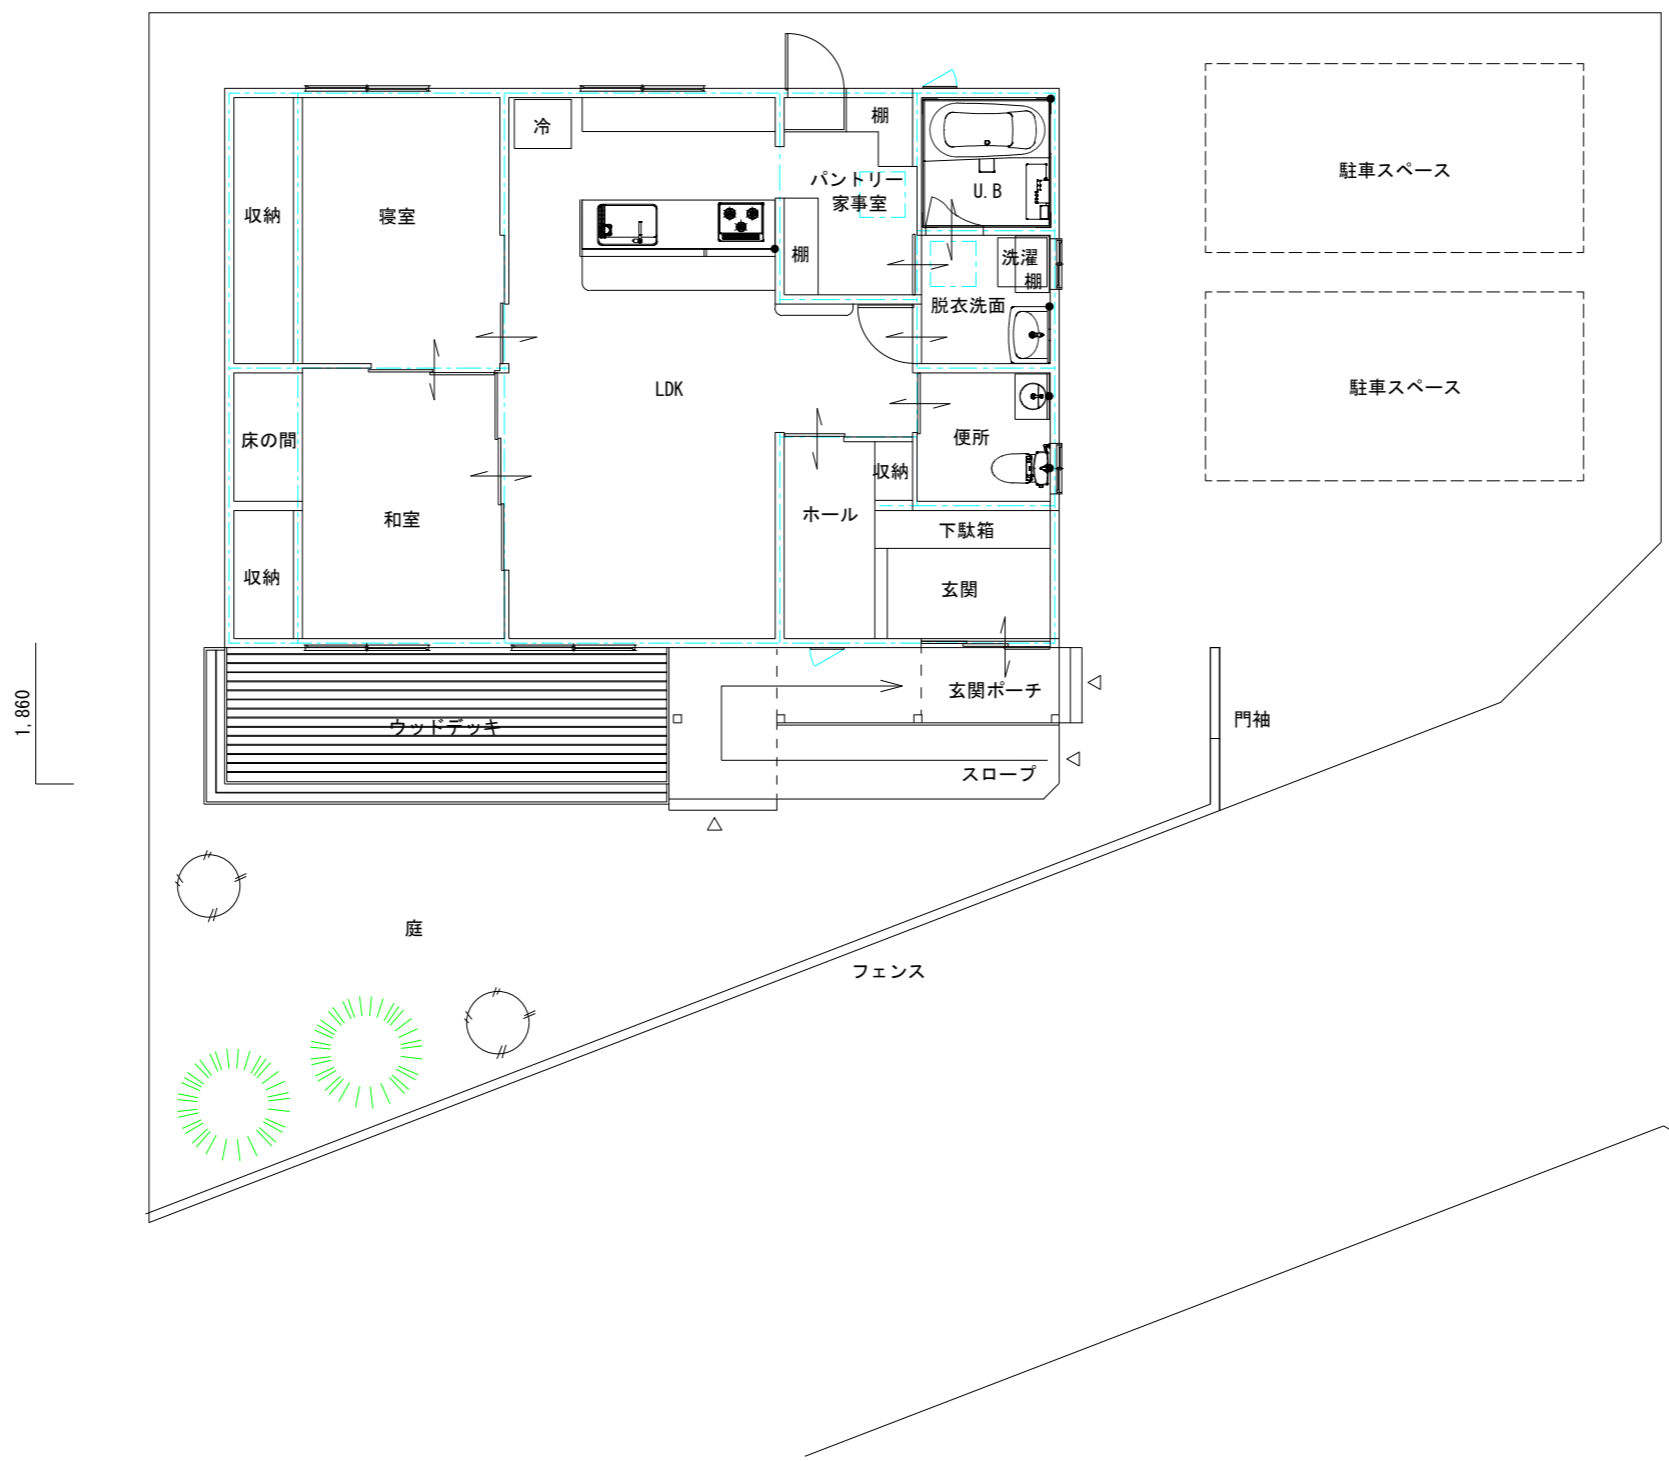 棚
冷
駐車スペース
パントリー
家事室
U.B
収納
寝室
棚
洗濯
棚
脱衣洗面
LDK
駐車スペース
床の間
便所
収納
和室
ホール
下駄箱
収納
玄関
玄関ポーチ
1,860
ウッドデッキ
門袖
スロープ
庭
フェンス